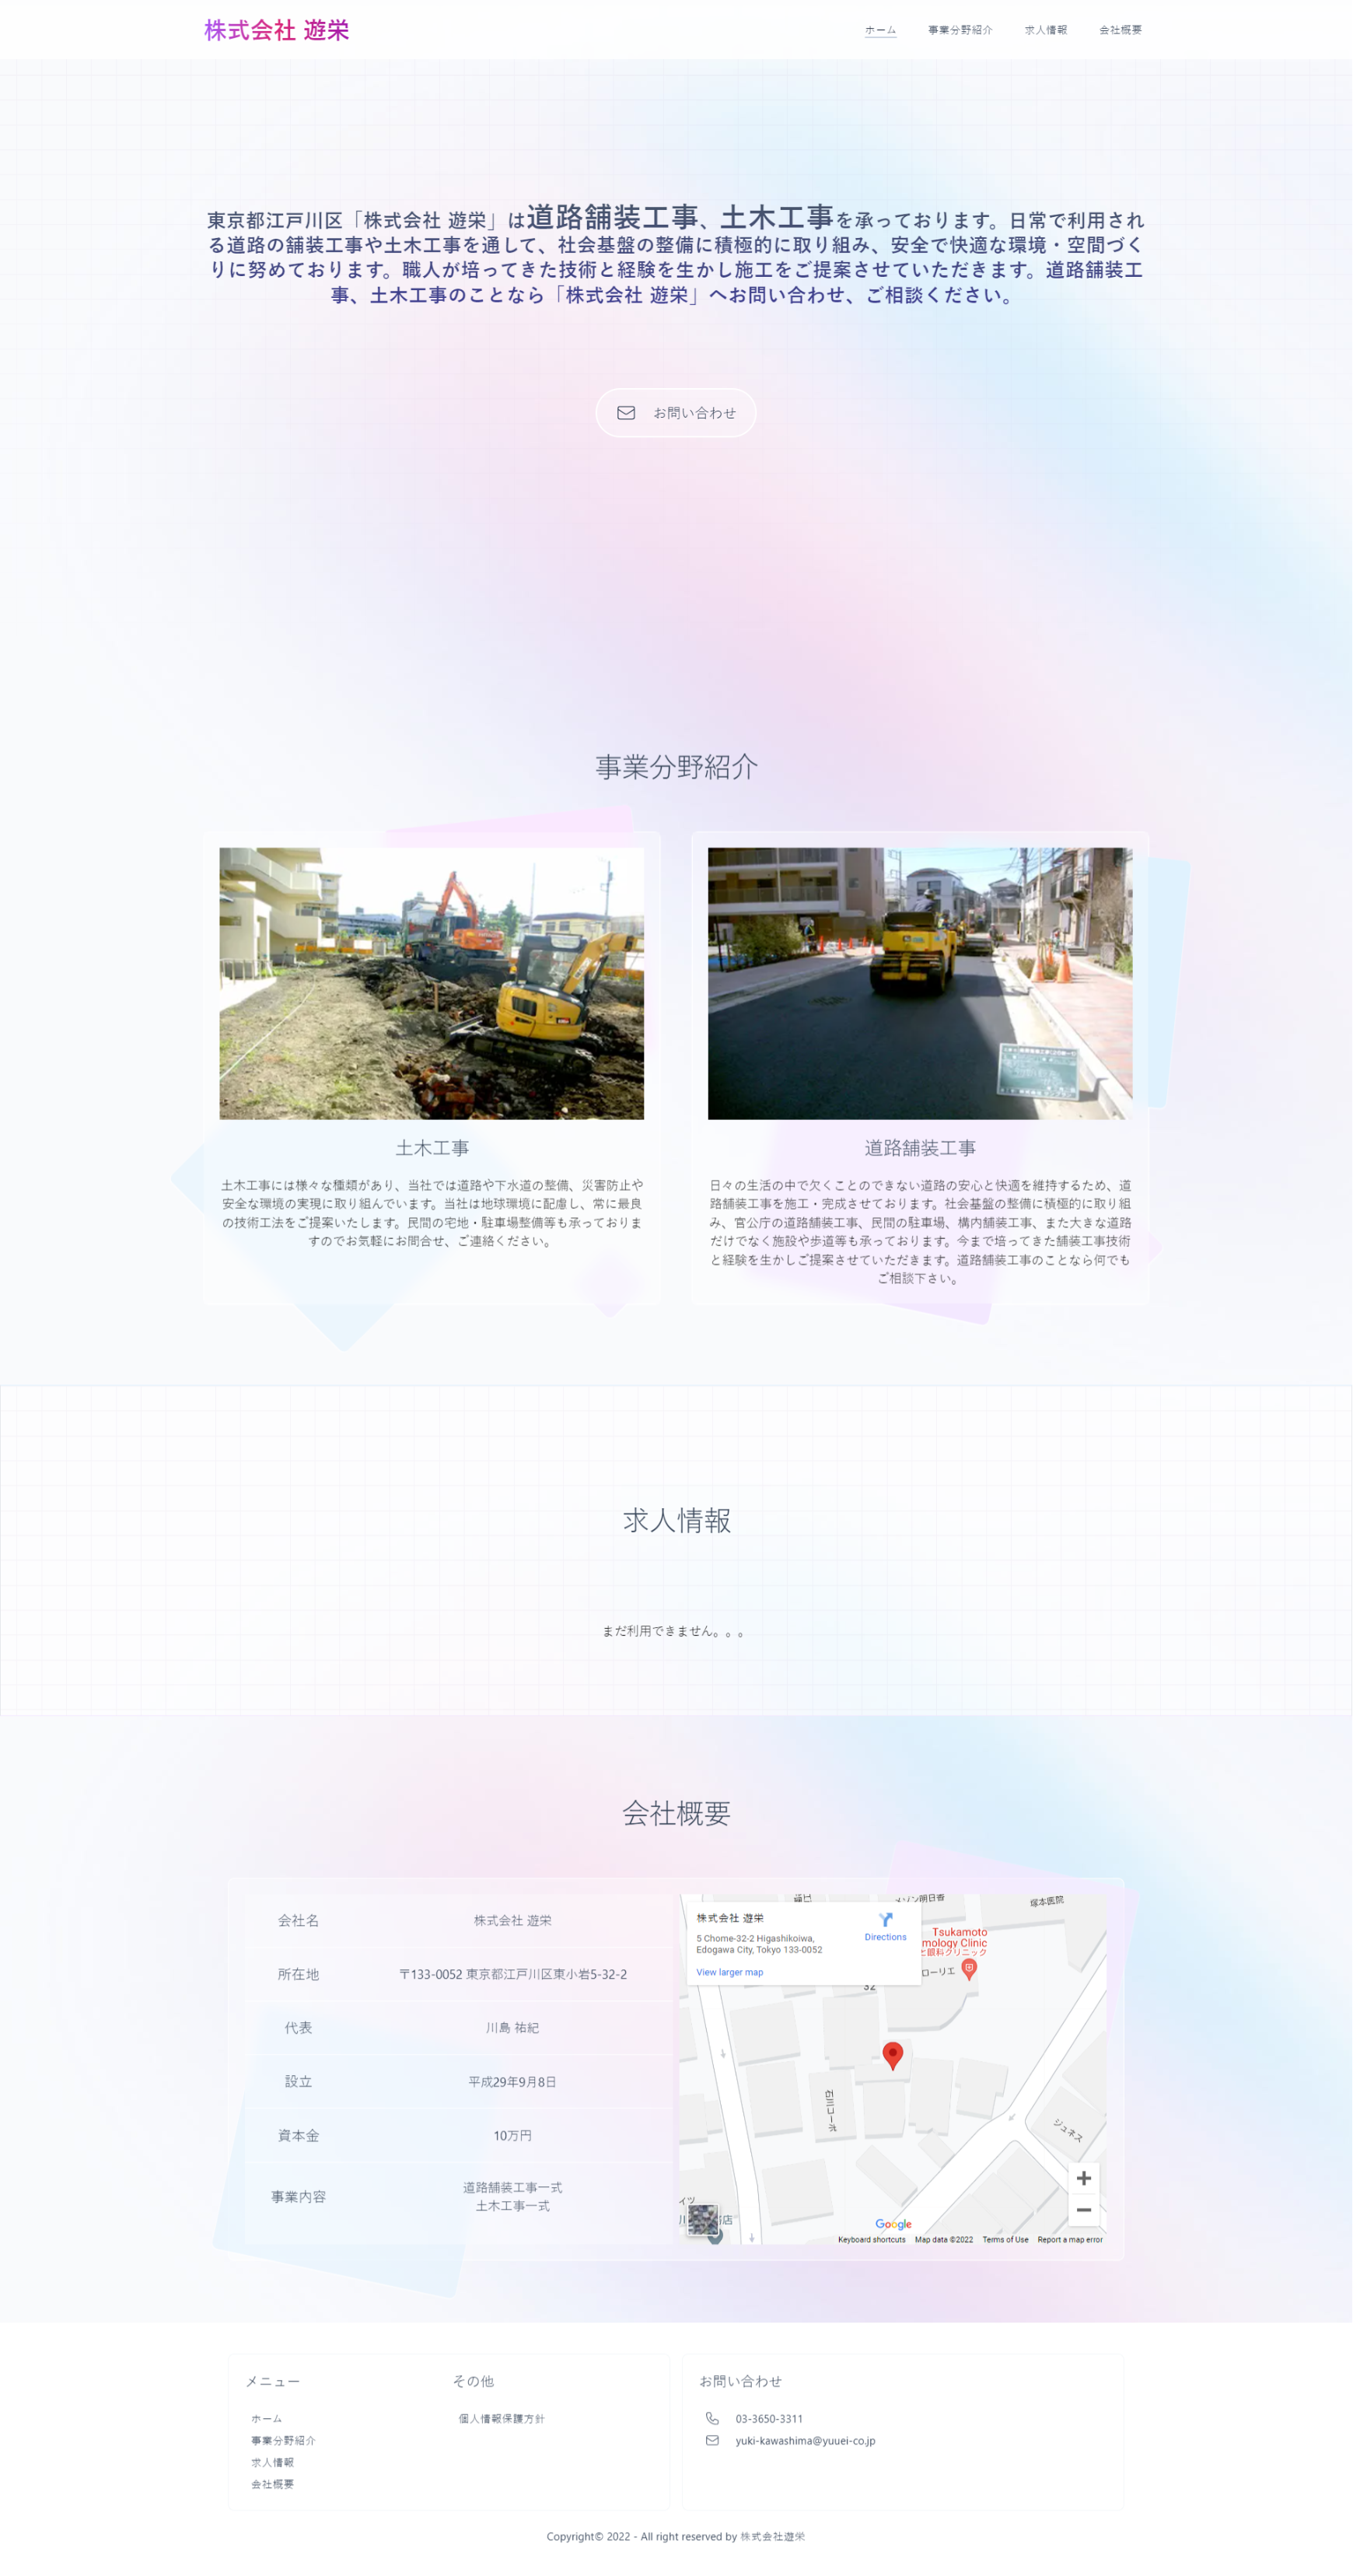 株式会社 遊栄
ホーム 事業分野紹介 求人情報 会社概要
東京都江戸川区「株式会社 遊栄」は道路舗装工事、土木工事を承っております。日常で利用され
る道路の舗装工事や土木工事を通して、社会基盤の整備に積極的に取り組み、安全で快適な環境・空間づく
りに努めております。職人が培ってきた技術と経験を生かし施工をご提案させていただきます。道路舗装工
事、土木工事のことなら「株式会社 遊栄」へお問い合わせ、ご相談ください。
お問い合わせ
事業分野紹介
土木工事
土木工事には様々な種類があり、当社では道路や下水道の整備、災害防止や
安全な環境の実現に取り組んでいます。当社は地球環境に配慮し、常に最良
の技術工法をご提案いたします。民間の宅地・駐車場整備等も承っておりま
すのでお気軽にお問合せ、ご連絡ください。
道路舗装工事
日々の生活の中で欠くことのできない道路の安心と快適を維持するため、道
路舗装工事を施工・完成させております。社会基盤の整備に積極的に取り組
み、官公庁の道路舗装工事、民間の駐車場、構内舗装工事、また大きな道路
だけでなく施設や歩道等も承っております。今まで培ってきた舗装工事技術
と経験を生かしご提案させていただきます。道路舗装工事のことなら何でも
ご相談下さい。
求人情報
まだ利用できません。。。
会社概要
会社名 株式会社 遊栄
所在地 〒133-0052 東京都江戸川区東小岩5-32-2
代表 川島 祐紀
設立 平成29年9月8日
資本金 10万円
事業内容 道路舗装工事一式
土木工事一式
メゾン朝日香
塚本医院
株式会社 遊栄
5 Chome-32-2 Higashikoiwa,
Edogawa City, Tokyo 133-0052
Directions
View larger map
Tsukamoto
mology Clinic
と眼科クリニック
ローリエ
32
ジュネス
イツ
川
店
Google
Keyboard shortcuts Map data ©2022 Terms of Use Report a map error
メニュー
ホーム
事業分野紹介
求人情報
会社概要
その他
個人情報保護方針
お問い合わせ
03-3650-3311
yuki-kawashima@yuuei-co.jp
Copyright© 2022 - All right reserved by 株式会社遊栄